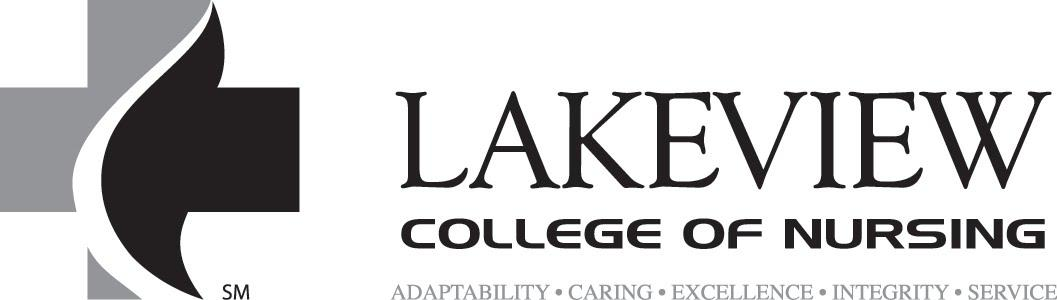 LAKEVIEW
COLLEGE OF NURSING
SM
ADAPTABILITY • CARING • EXCELLENCE • INTEGRITY • SERVICE